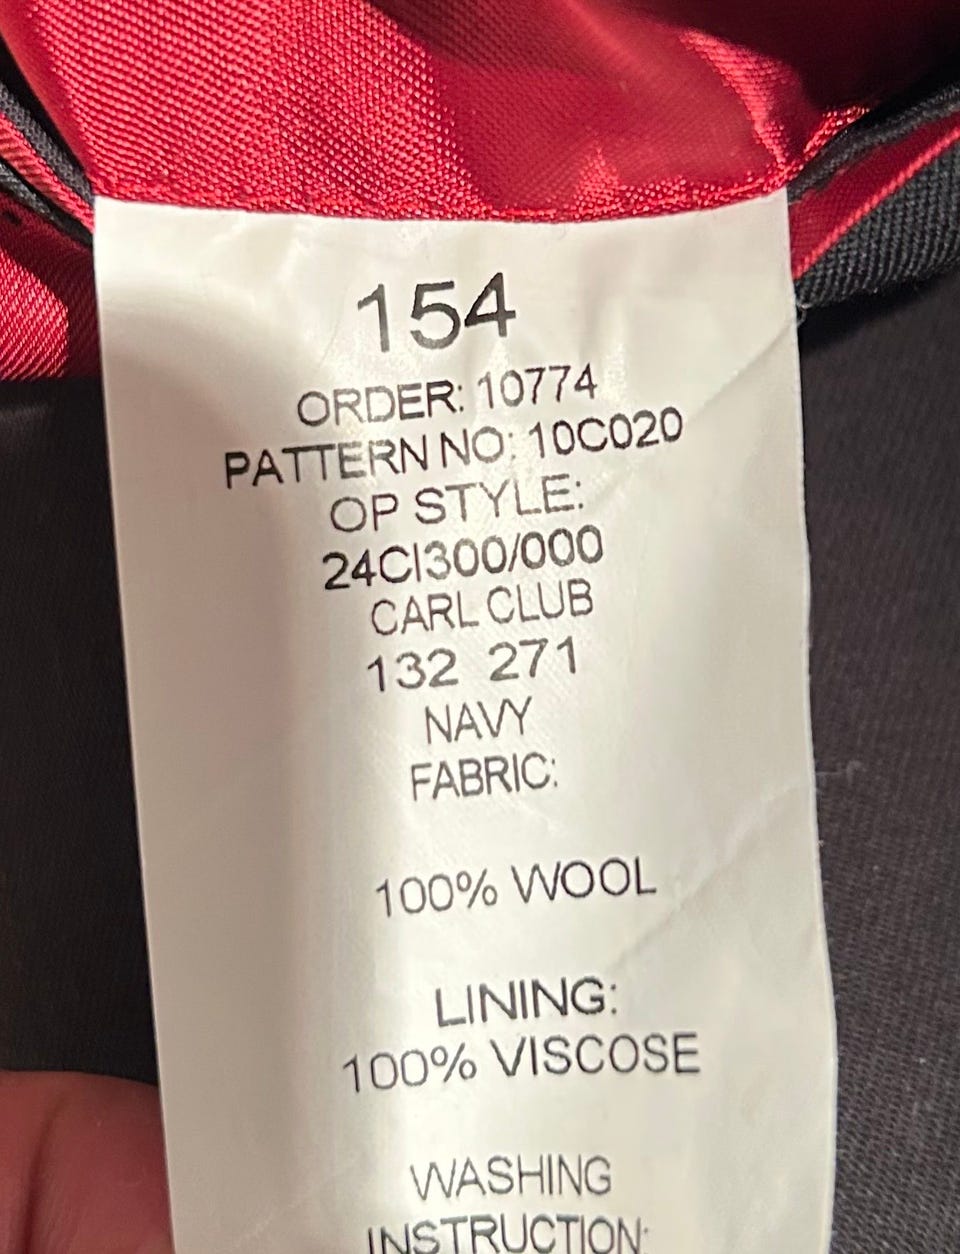 154
ORDER: 10774
PATTERN NO: 10C020
OP STYLE:
24CI300/000
CARL CLUB
132 271
NAVY
FABRIC:
100% WOOL
LINING:
100% VISCOSE
WASHING
INSTRUCTION: